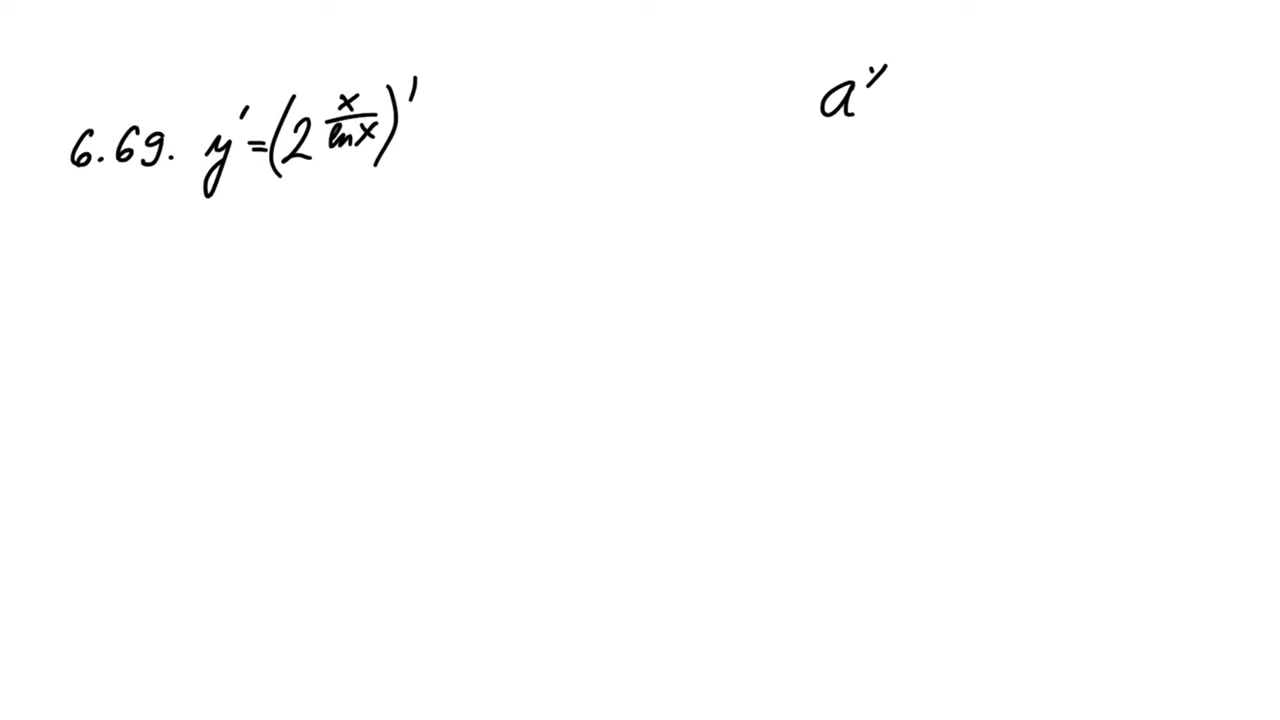 6.69. y' = (2^{x/ln x})'
a